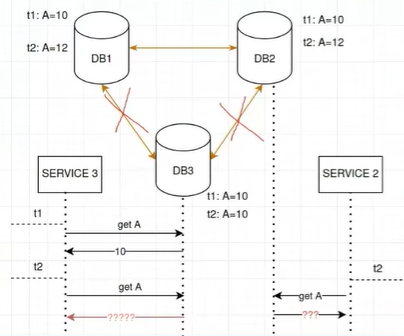 t1: A=10
t2: A=12
DB1
DB2
t1: A=10
t2: A=12
DB3
t1: A=10
t2: A=10
SERVICE 3
SERVICE 2
t1
get A
10
t2
t2
get A
get A
?????
???